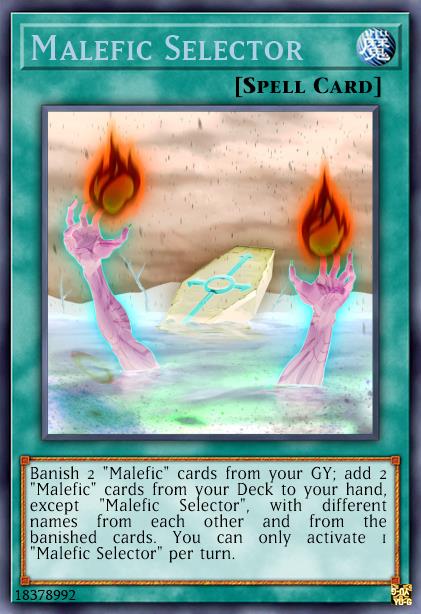 Malefic Selector
魔
[Spell Card]
Banish 2 "Malefic" cards from your GY; add 2
"Malefic" cards from your Deck to your hand,
except "Malefic Selector", with different
names from each other and from the
banished cards. You can only activate 1
"Malefic Selector" per turn.
18378992